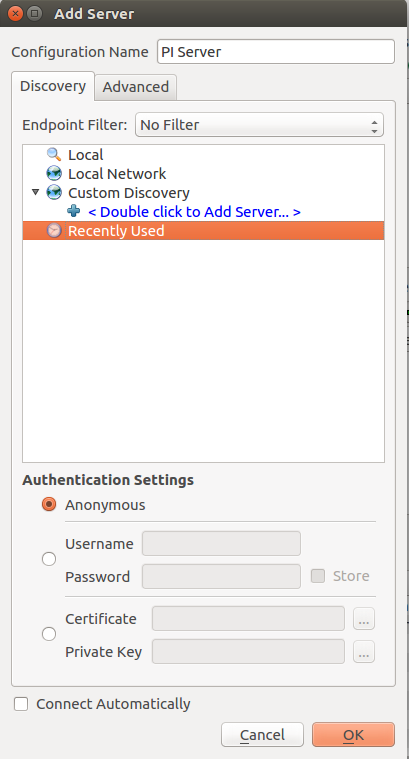 Add Server
Configuration Name PI Server
Discovery Advanced
Endpoint Filter: No Filter
Local
Local Network
Custom Discovery
< Double click to Add Server... >
Recently Used
Authentication Settings
Anonymous
Username
Password Store
Certificate ...
Private Key ...
Connect Automatically
Cancel OK